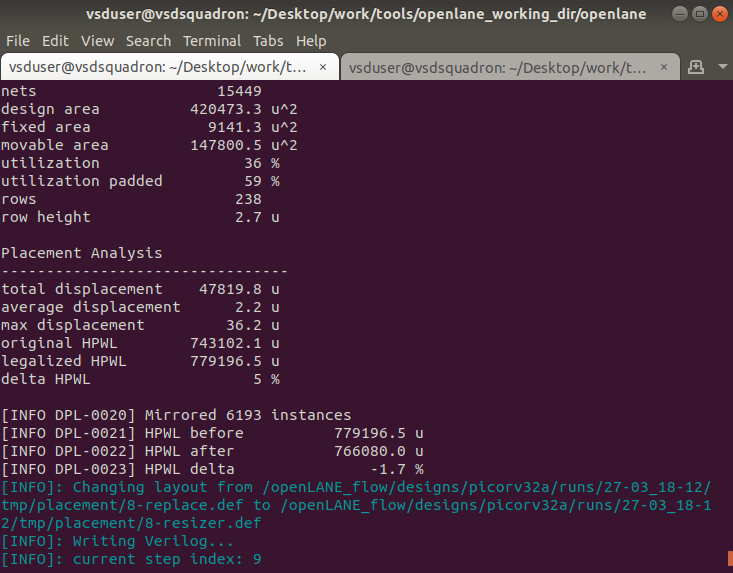 vsduser@vsdsquadron: ~/Desktop/work/tools/openlane_working_dir/openlane
File Edit View Search Terminal Tabs Help
vsduser@vsdsquadron: ~/Desktop/work/t... × vsduser@vsdsquadron: ~/Desktop/work/t... ×
nets 15449
design area 420473.3 u^2
fixed area 9141.3 u^2
movable area 147800.5 u^2
utilization 36 %
utilization padded 59 %
rows 238
row height 2.7 u
Placement Analysis
--------------------------------
total displacement 47819.8 u
average displacement 2.2 u
max displacement 36.2 u
original HPWL 743102.1 u
legalized HPWL 779196.5 u
delta HPWL 5 %
[INFO DPL-0020] Mirrored 6193 instances
[INFO DPL-0021] HPWL before 779196.5 u
[INFO DPL-0022] HPWL after 766080.0 u
[INFO DPL-0023] HPWL delta -1.7 %
[INFO]: Changing layout from /openLANE_flow/designs/picorv32a/runs/27-03_18-12/
tmp/placement/8-replace.def to /openLANE_flow/designs/picorv32a/runs/27-03_18-1
2/tmp/placement/8-resizer.def
[INFO]: Writing Verilog...
[INFO]: current step index: 9